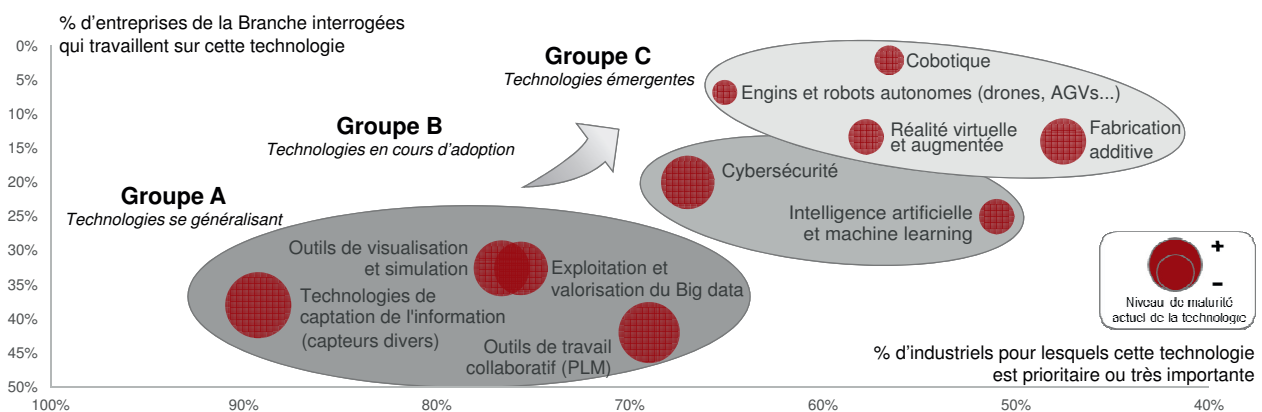 % d'entreprises de la Branche interrogées
qui travaillent sur cette technologie
0%
5%
10%
15%
20%
25%
30%
35%
40%
45%
50%
Groupe C
Technologies émergentes
Cobotique
Engins et robots autonomes (drones, AGVs...)
Réalité virtuelle
et augmentée
Fabrication
additive
Groupe B
Technologies en cours d'adoption
Cybersécurité
Intelligence artificielle
et machine learning
Groupe A
Technologies se généralisant
Outils de visualisation
et simulation
Exploitation et
valorisation du Big data
Technologies de
captation de l'information
(capteurs divers)
Outils de travail
collaboratif (PLM)
+
–
Niveau de maturité
actuel de la technologie
% d'industriels pour lesquels cette technologie
est prioritaire ou très importante
100%
90%
80%
70%
60%
50%
40%